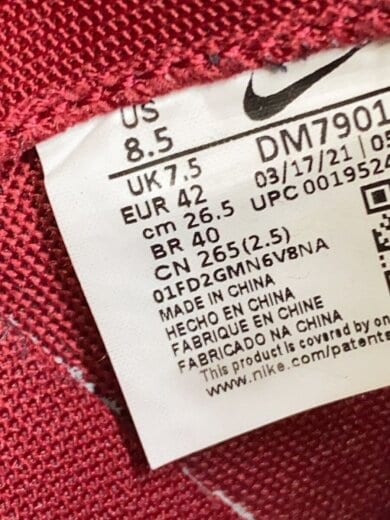 US
8.5
UK 7.5
EUR 42
cm 26.5
BR 40
CN 265(2.5)
01FD2GMN6V8NA
MADE IN CHINA
HECHO EN CHINA
FABRIQUE EN CHINE
FABRICADO NA CHINA
This product is covered by on
www.nike.com/patents
DM7901
03/17/21 | 05
UPC 0019524